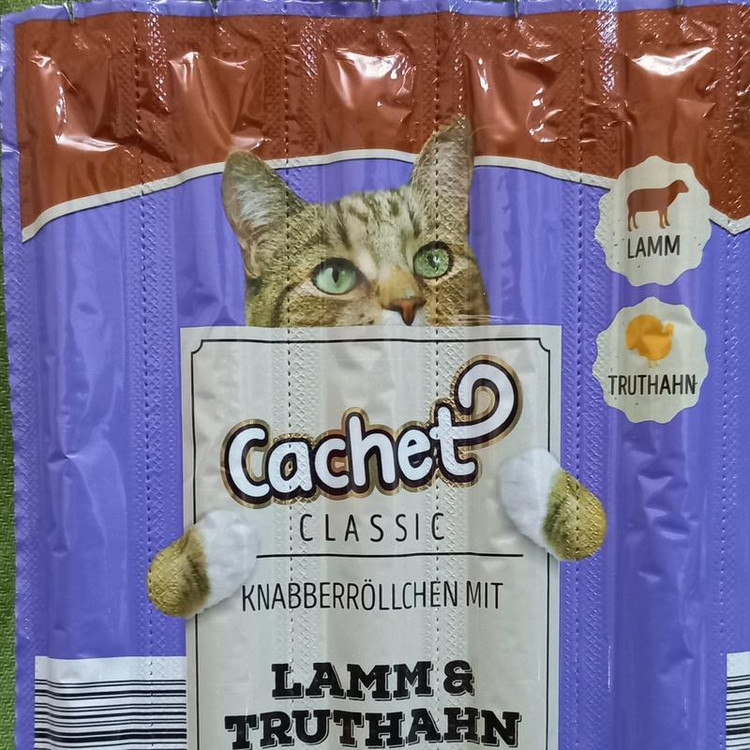 LAMM
TRUTHAHN
Cachet
CLASSIC
KNABBERRÖLLCHEN MIT
LAMM &
TRUTHAHN